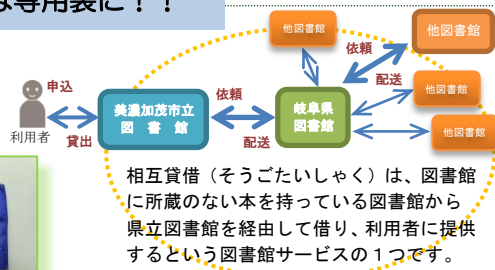 専用袋に！！
他図書館
他図書館
依頼
配送
申込
依頼
他図書館
美濃加茂市立
図 書 館
岐阜県
図書館
利用者
貸出
配送
他図書館
相互貸借（そうごたいしゃく）は、図書館
に所蔵のない本を持っている図書館から
県立図書館を経由して借り、利用者に提供
するという図書館サービスの１つです。